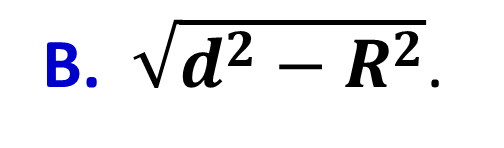 B. √(d² − R²).